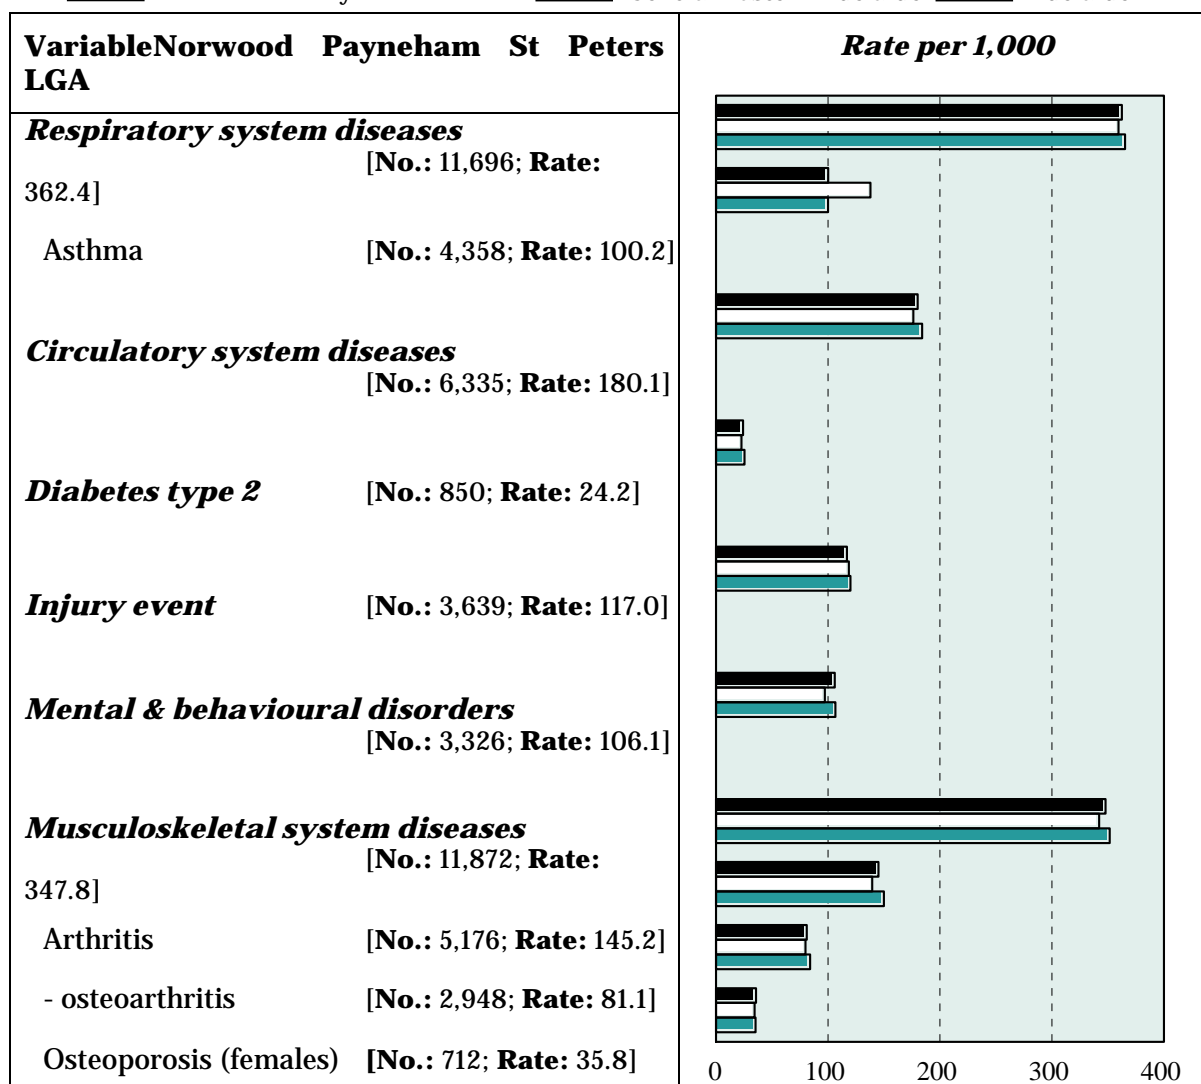 VariableNorwood Payneham St Peters
LGA
Rate per 1,000
Respiratory system diseases
[No.: 11,696; Rate:
362.4]
Asthma [No.: 4,358; Rate: 100.2]
Circulatory system diseases
[No.: 6,335; Rate: 180.1]
Diabetes type 2 [No.: 850; Rate: 24.2]
Injury event [No.: 3,639; Rate: 117.0]
Mental & behavioural disorders
[No.: 3,326; Rate: 106.1]
Musculoskeletal system diseases
[No.: 11,872; Rate:
347.8]
Arthritis [No.: 5,176; Rate: 145.2]
- osteoarthritis [No.: 2,948; Rate: 81.1]
Osteoporosis (females) [No.: 712; Rate: 35.8]
0 100 200 300 400